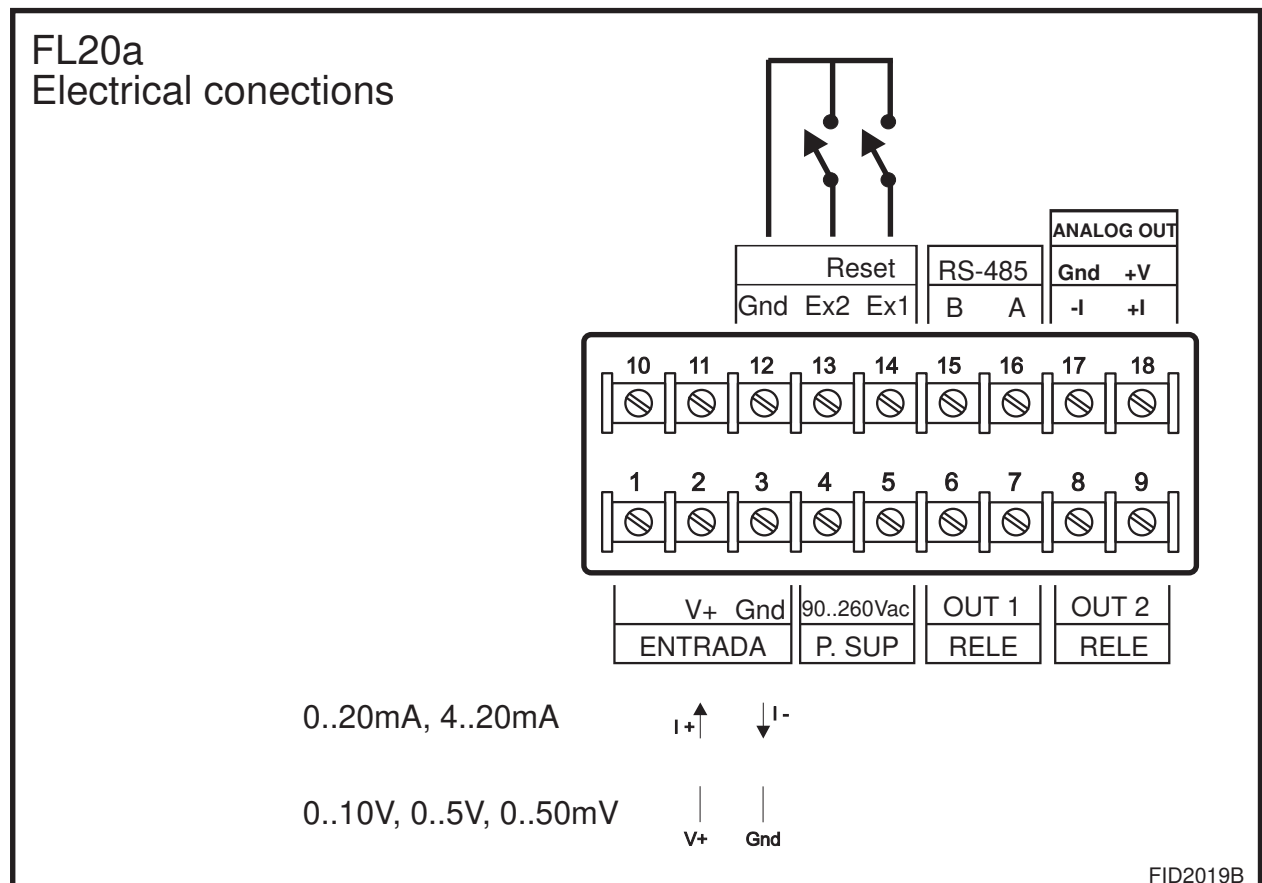 FL20a
Electrical conections
ANALOG OUT
Reset RS-485 Gnd +V
Gnd Ex2 Ex1 B A -I +I
10 11 12 13 14 15 16 17 18
1 2 3 4 5 6 7 8 9
V+ Gnd 90..260Vac OUT 1 OUT 2
ENTRADA P. SUP RELE RELE
0..20mA, 4..20mA I + I -
0..10V, 0..5V, 0..50mV
V+ Gnd
FID2019B